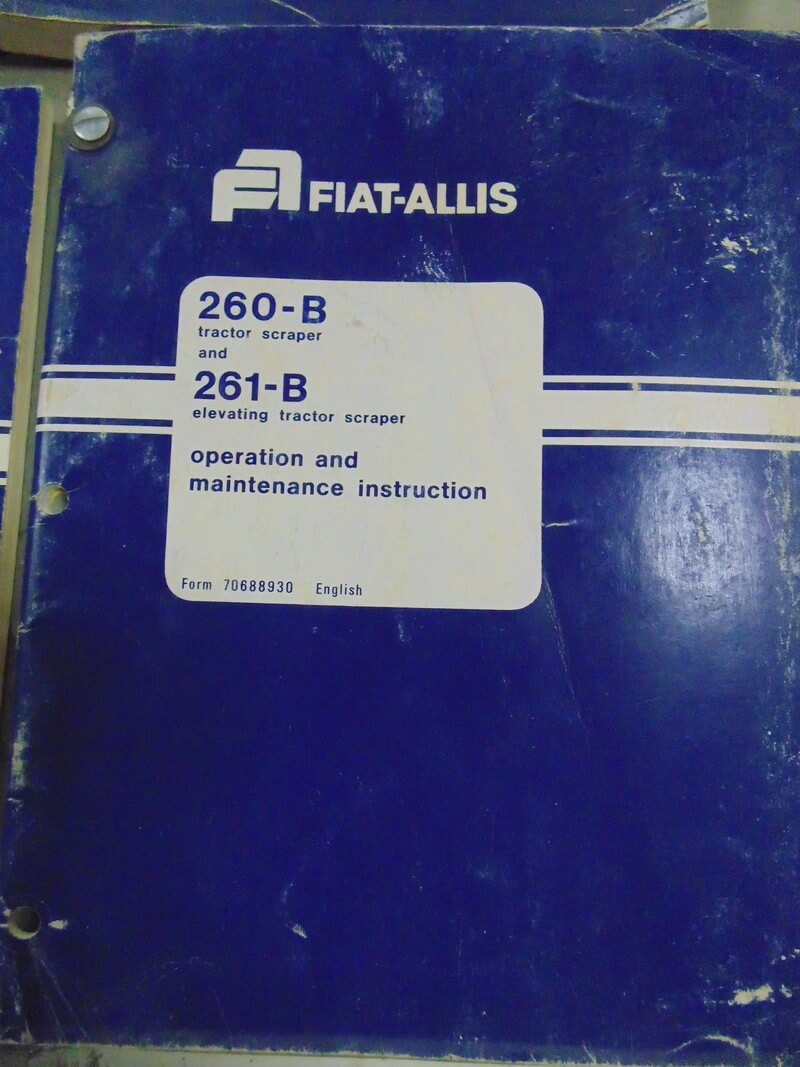 FIAT-ALLIS
260-B
tractor scraper
and
261-B
elevating tractor scraper
operation and
maintenance instruction
Form 70688930 English